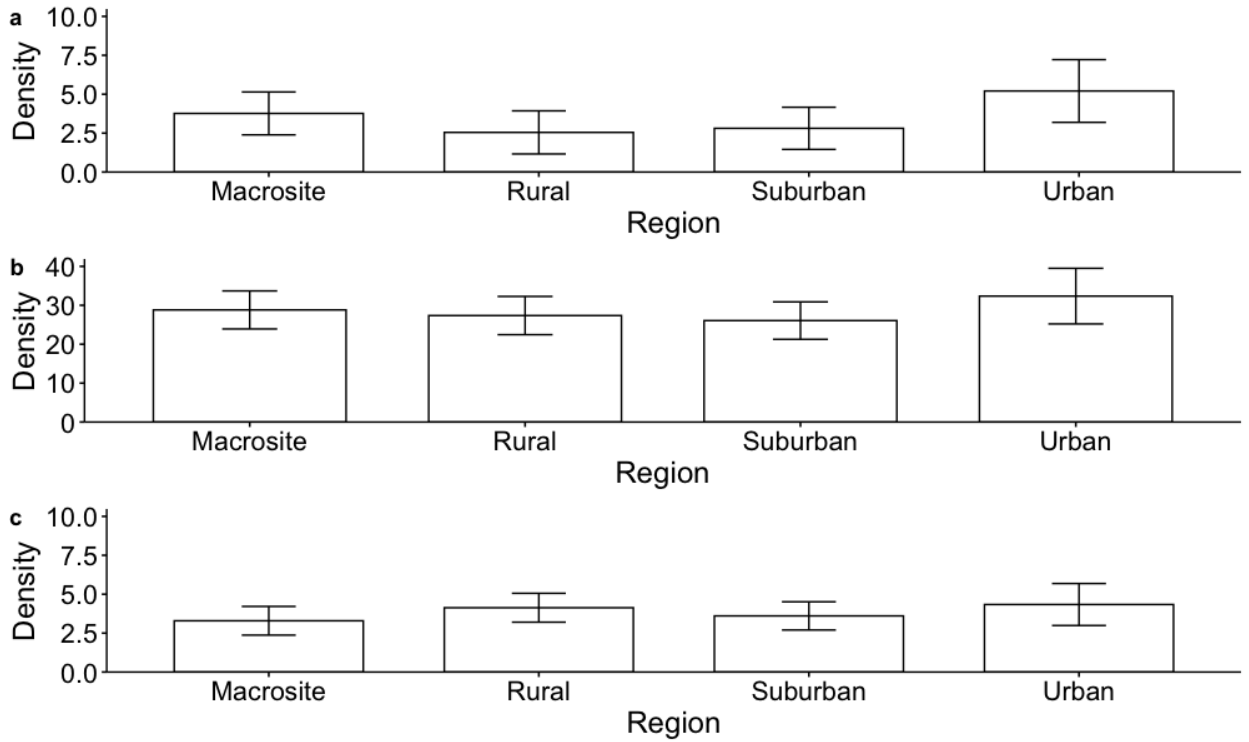 a
Density
10.0
7.5
5.0
2.5
0.0
Macrosite Rural Suburban Urban
Region
b
Density
40
30
20
10
0
Macrosite Rural Suburban Urban
Region
c
Density
10.0
7.5
5.0
2.5
0.0
Macrosite Rural Suburban Urban
Region